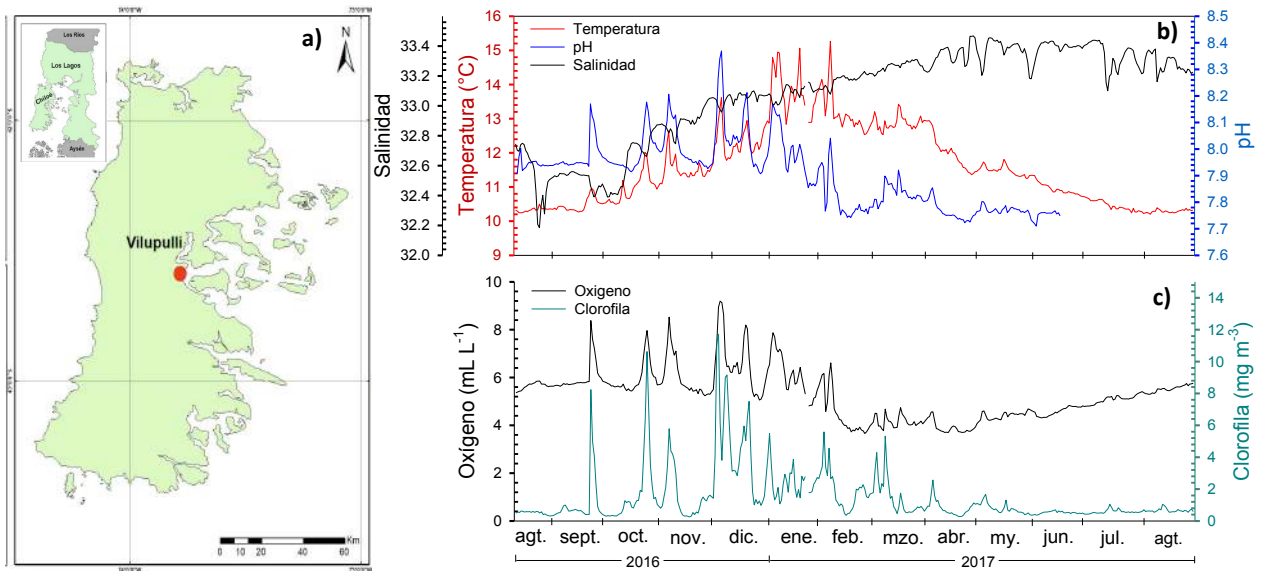 a)
N
Los Ríos
Los Lagos
Chiloé
Aysén
Vilupulli
0 10 20 40 60
Km
b)
Temperatura
pH
Salinidad
Salinidad
33.4
33.2
33.0
32.8
32.6
32.4
32.2
32.0
Temperatura (°C)
16
15
14
13
12
11
10
9
pH
8.5
8.4
8.3
8.2
8.1
8.0
7.9
7.8
7.7
7.6
c)
Oxigeno
Clorofila
Oxígeno (mL L-1)
10
8
6
4
2
0
Clorofila (mg m-3)
14
12
10
8
6
4
2
0
agt. sept. oct. nov. dic. ene. feb. mzo. abr. my. jun. jul. agt.
2016 2017